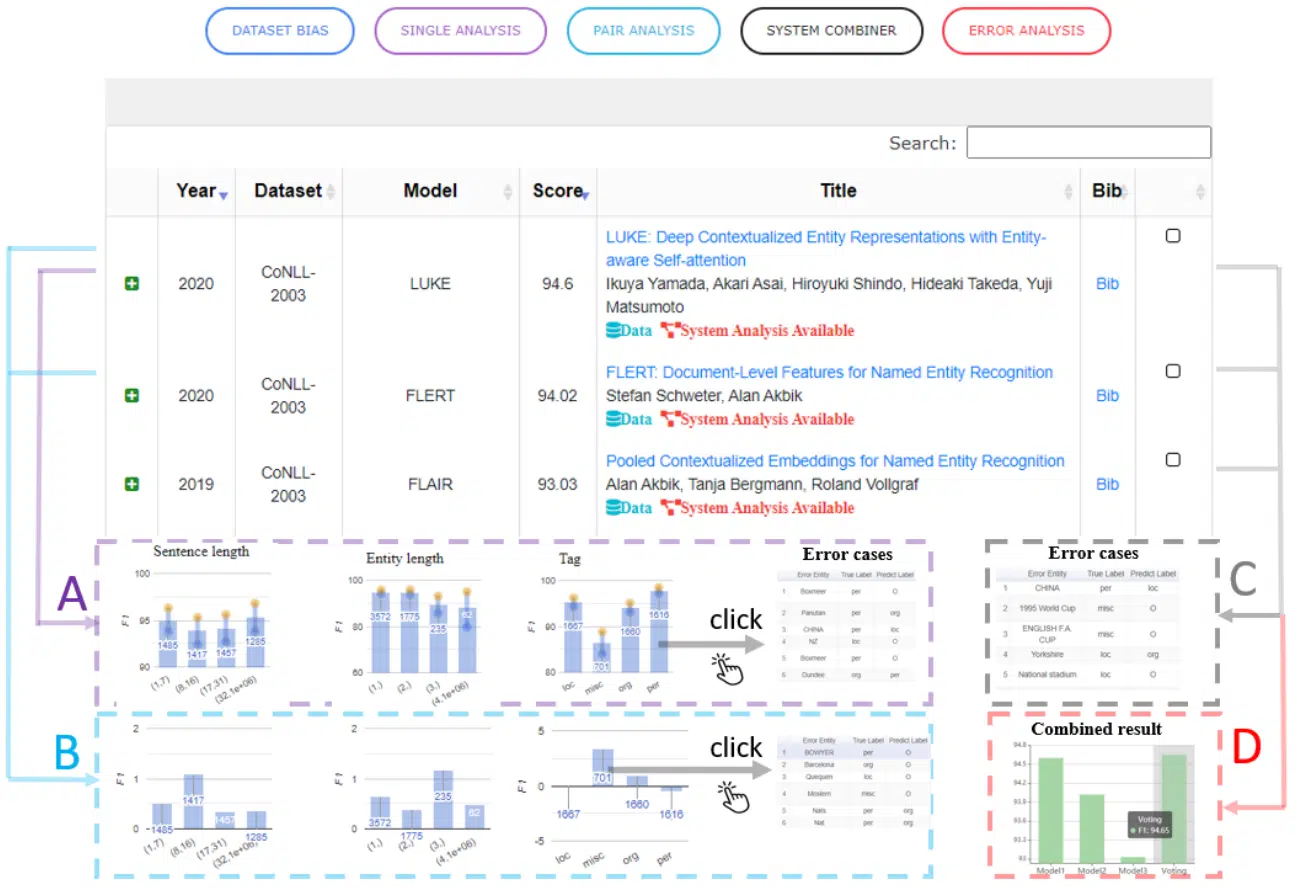 DATASET BIAS
SINGLE ANALYSIS
PAIR ANALYSIS
SYSTEM COMBINER
ERROR ANALYSIS
Search:
Year Dataset Model Score Title Bib
LUKE: Deep Contextualized Entity Representations with Entity-
aware Self-attention
2020 CoNLL-
2003 LUKE 94.6
Ikuya Yamada, Akari Asai, Hiroyuki Shindo, Hideaki Takeda, Yuji
Matsumoto
Bib
Data System Analysis Available
FLERT: Document-Level Features for Named Entity Recognition
2020 CoNLL-
2003 FLERT 94.02
Stefan Schweter, Alan Akbik
Bib
Data System Analysis Available
Pooled Contextualized Embeddings for Named Entity Recognition
2019 CoNLL-
2003 FLAIR 93.03
Alan Akbik, Tanja Bergmann, Roland Vollgraf
Bib
Data System Analysis Available
A
Sentence length
F1
100
95
90
1485 1417 1457 1285
(1,7) (8,16) (17,31) (32,1e+06)
Entity length
F1
100
80
60
3572 1775 235 62
(1,) (2,) (3,) (4,1e+06)
Tag
F1
100
90
80
1667 701 1660 1616
loc misc org per
click
Error cases
Error Entity True Label Predict Label
1 Boxmeer per O
2 Panutan per org
3 CHINA per loc
4 NZ loc O
5 Boxmeer per O
6 Dundee org per
C
Error cases
Error Entity True Label Predict Label
1 CHINA per loc
2 1995 World Cup misc O
3 ENGLISH F.A.
CUP misc O
4 Yorkshire loc org
5 National stadium loc O
B
F1
2
1
0
1485 1417 1457 1285
(1,7) (8,16) (17,31) (32,1e+06)
F1
2
1
0
3572 1775 235 62
(1,) (2,) (3,) (4,1e+06)
F1
5
0
-5
1667 701 1660 1616
loc misc org per
click
Error Entity True Label Predict Label
1 BOWYER per O
2 Barcelona org O
3 Quequen loc O
4 Moslem misc O
5 Nats per org
6 Nat per org
D
Combined result
94.8
94.5
94.2
93.9
93.6
93.2
93
Voting
F1: 94.65
Model1 Model2 Model3 Voting